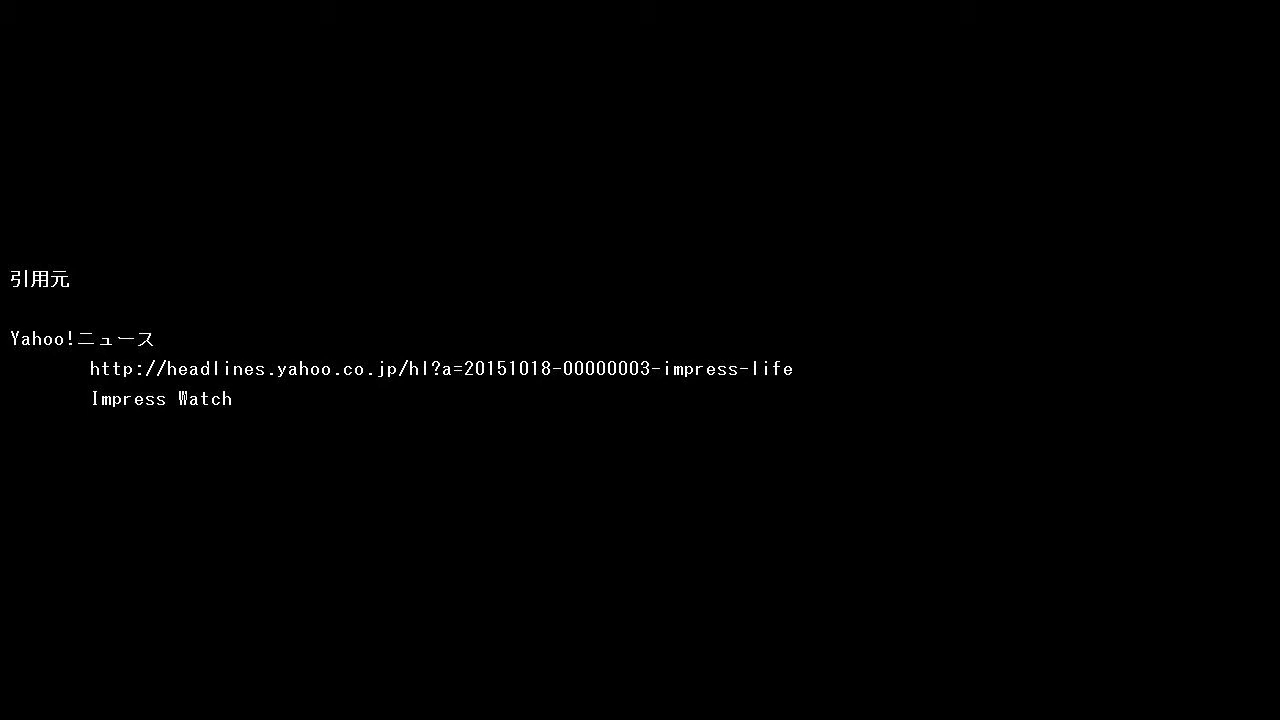 引用元
Yahoo!ニュース
http://headlines.yahoo.co.jp/hl?a=20151018-00000003-impress-life
Impress Watch